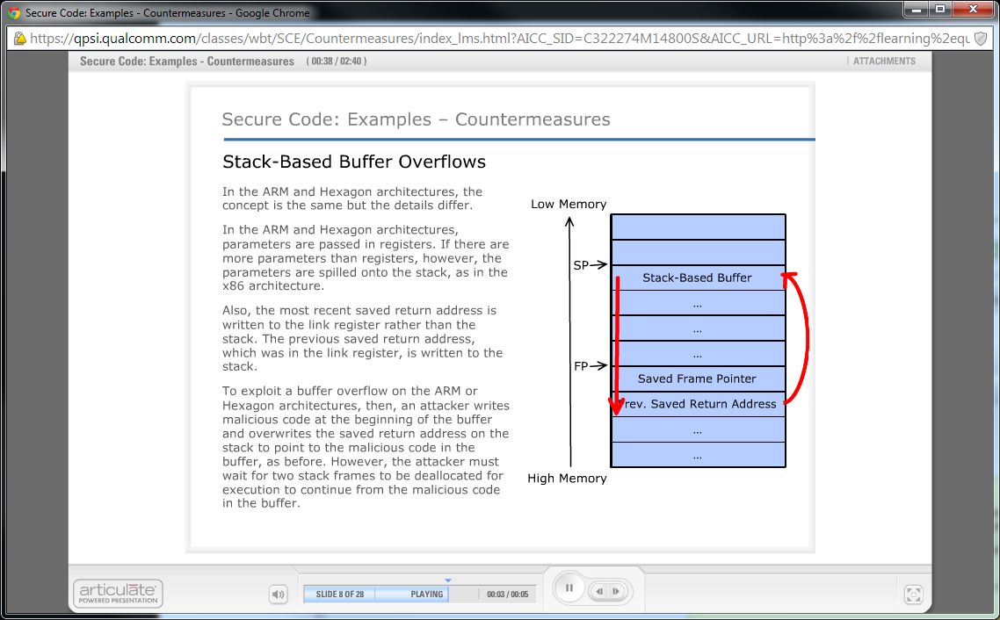 Secure Code: Examples - Countermeasures - Google Chrome
https://qpsi.qualcomm.com/classes/wbt/SCE/Countermeasures/index_lms.html?AICC_SID=C322274M14800S&AICC_URL=http%3a%2f%2flearning%2equ
Secure Code: Examples - Countermeasures ( 00:38 / 02:40 )
ATTACHMENTS
Secure Code: Examples – Countermeasures
Stack-Based Buffer Overflows
In the ARM and Hexagon architectures, the
concept is the same but the details differ.
In the ARM and Hexagon architectures,
parameters are passed in registers. If there are
more parameters than registers, however, the
parameters are spilled onto the stack, as in the
x86 architecture.
Also, the most recent saved return address is
written to the link register rather than the
stack. The previous saved return address,
which was in the link register, is written to the
stack.
To exploit a buffer overflow on the ARM or
Hexagon architectures, then, an attacker writes
malicious code at the beginning of the buffer
and overwrites the saved return address on the
stack to point to the malicious code in the
buffer, as before. However, the attacker must
wait for two stack frames to be deallocated for
execution to continue from the malicious code
in the buffer.
Low Memory
SP
Stack-Based Buffer
...
...
...
FP
Saved Frame Pointer
Prev. Saved Return Address
...
...
High Memory
articulate
POWERED PRESENTATION
SLIDE 8 OF 28
PLAYING
00:03 / 00:05